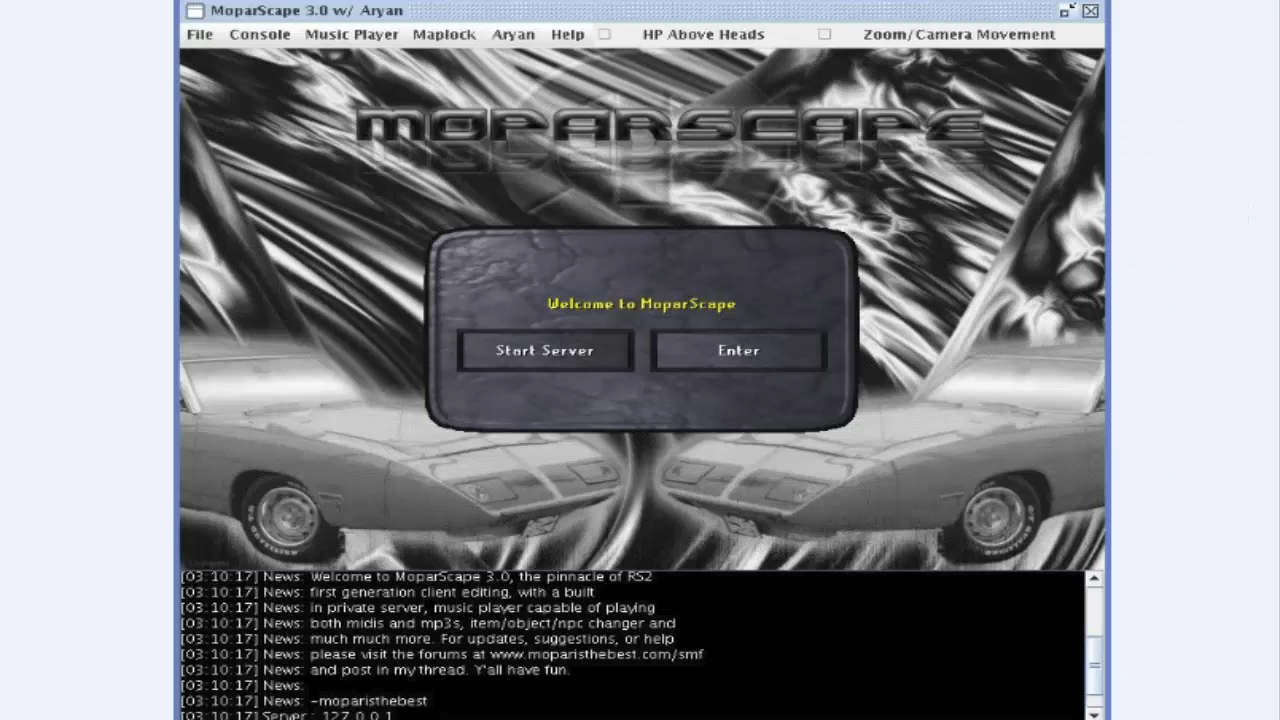 MoparScape 3.0 w/ Aryan
File Console Music Player Maplock Aryan Help HP Above Heads Zoom/Camera Movement
MOPARSCAPE
Welcome to MoparScape
Start Server Enter
[03:10:17] News: Welcome to MoparScape 3.0, the pinnacle of RS2
[03:10:17] News: first generation client editing, with a built
[03:10:17] News: in private server, music player capable of playing
[03:10:17] News: both midis and mp3s, item/object/npc changer and
[03:10:17] News: much much more. For updates, suggestions, or help
[03:10:17] News: please visit the forums at www.moparisthebest.com/smf
[03:10:17] News: and post in my thread. Y'all have fun.
[03:10:17] News:
[03:10:17] News: ~moparisthebest
[03:10:17] Server : 127.0.0.1